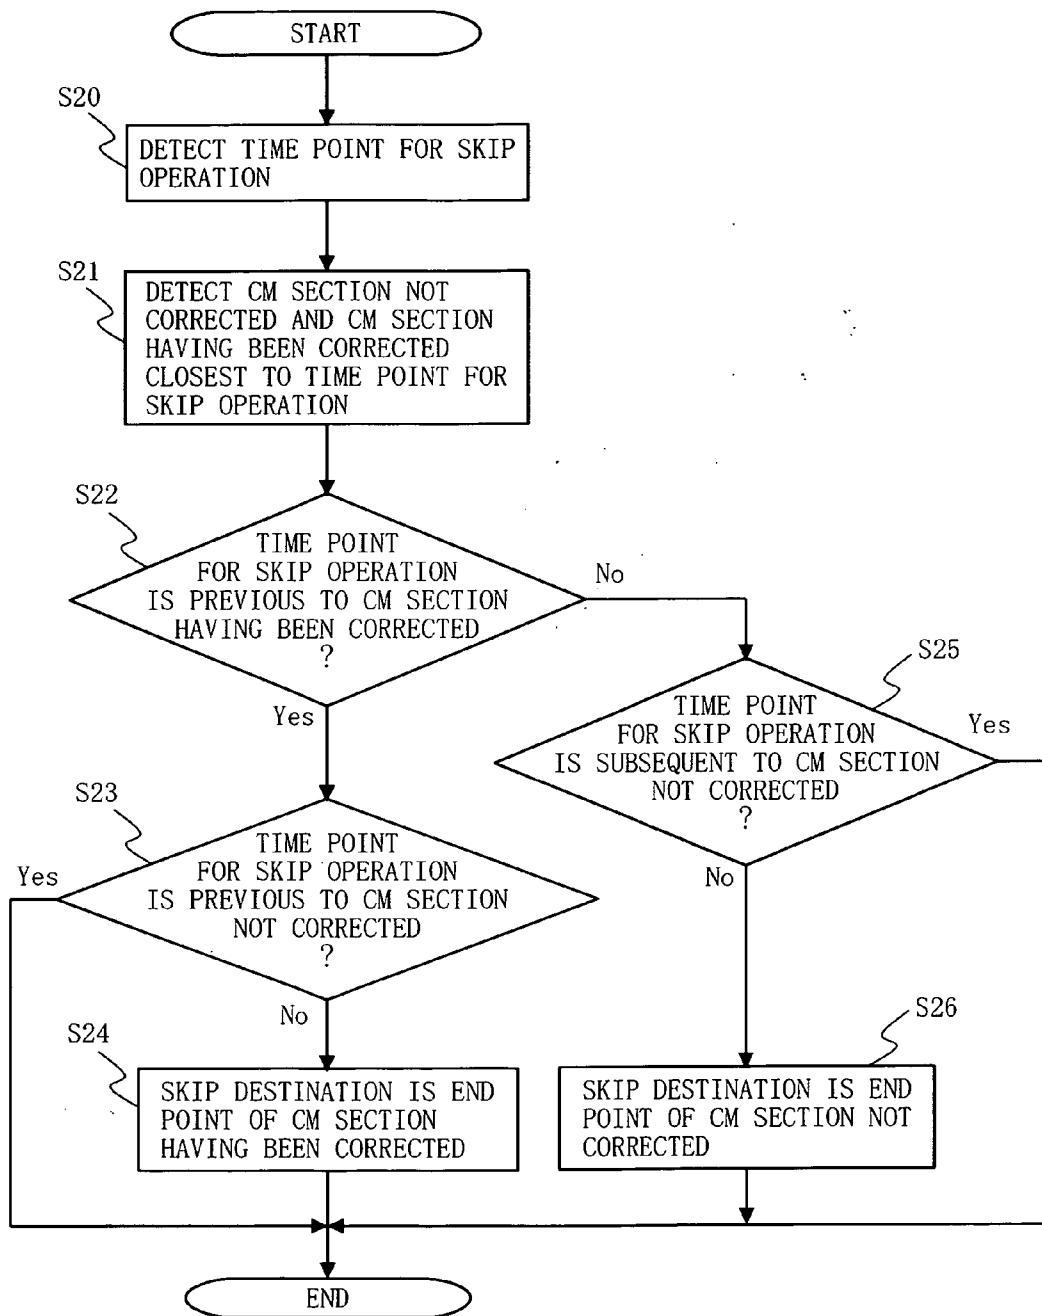 START
S20
DETECT TIME POINT FOR SKIP
OPERATION
S21
DETECT CM SECTION NOT
CORRECTED AND CM SECTION
HAVING BEEN CORRECTED
CLOSEST TO TIME POINT FOR
SKIP OPERATION
S22
TIME POINT
FOR SKIP OPERATION
IS PREVIOUS TO CM SECTION
HAVING BEEN CORRECTED
?
No
Yes
S25
TIME POINT
FOR SKIP OPERATION
IS SUBSEQUENT TO CM SECTION
NOT CORRECTED
?
Yes
No
S23
TIME POINT
FOR SKIP OPERATION
IS PREVIOUS TO CM SECTION
NOT CORRECTED
?
Yes
No
S24
SKIP DESTINATION IS END
POINT OF CM SECTION
HAVING BEEN CORRECTED
S26
SKIP DESTINATION IS END
POINT OF CM SECTION NOT
CORRECTED
END